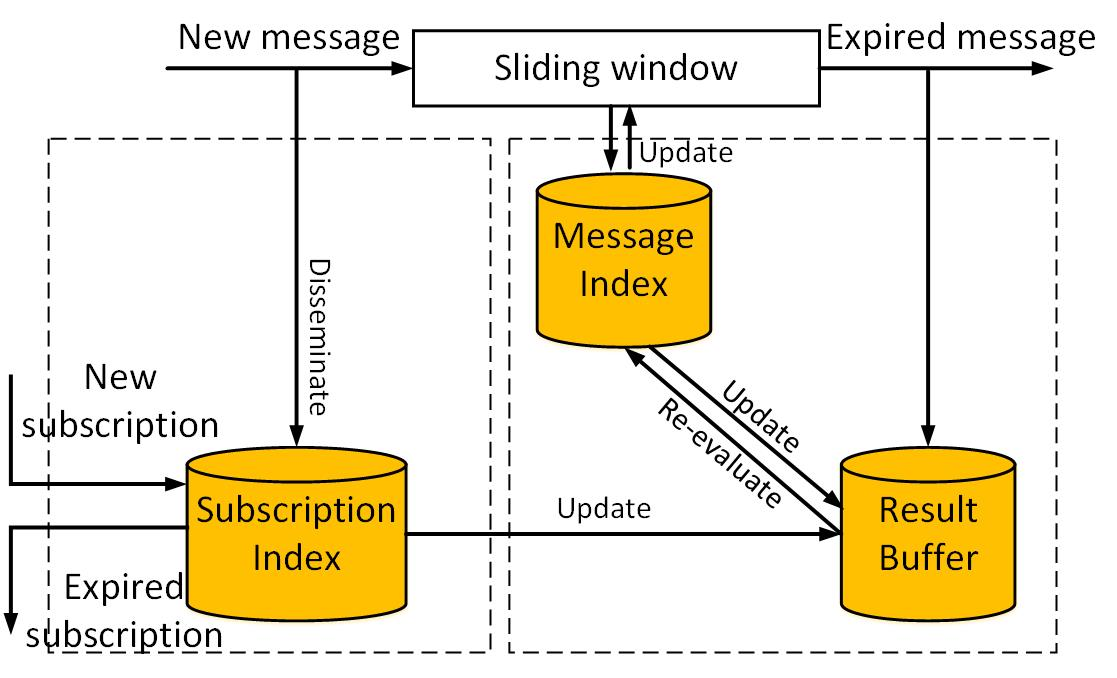 New message
Sliding window
Expired message
Update
Message
Index
Disseminate
New
subscription
Update
Re-evaluate
Subscription
Index
Update
Result
Buffer
Expired
subscription